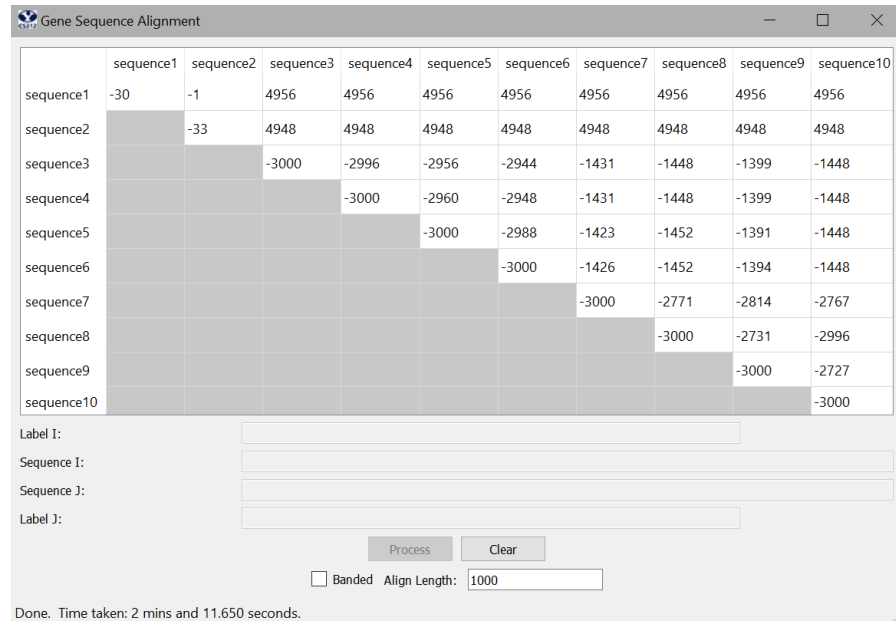 CS312 Gene Sequence Alignment
sequence1 sequence2 sequence3 sequence4 sequence5 sequence6 sequence7 sequence8 sequence9 sequence10
sequence1 -30 -1 4956 4956 4956 4956 4956 4956 4956 4956
sequence2 -33 4948 4948 4948 4948 4948 4948 4948 4948
sequence3 -3000 -2996 -2956 -2944 -1431 -1448 -1399 -1448
sequence4 -3000 -2960 -2948 -1431 -1448 -1399 -1448
sequence5 -3000 -2988 -1423 -1452 -1391 -1448
sequence6 -3000 -1426 -1452 -1394 -1448
sequence7 -3000 -2771 -2814 -2767
sequence8 -3000 -2731 -2996
sequence9 -3000 -2727
sequence10 -3000
Label I:
Sequence I:
Sequence J:
Label J:
Process Clear
Banded Align Length: 1000
Done. Time taken: 2 mins and 11.650 seconds.